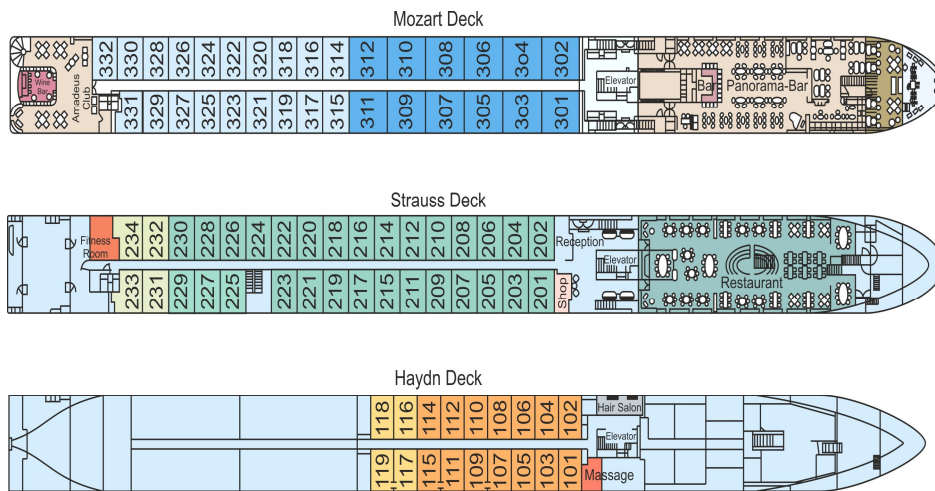 Mozart Deck
332 330 328 326 324 322 320 318 316 314 312 310 308 306 3o4 302
Wine
Bar
Amadeus
Club
Elevator
Bar
Panorama-Bar
331 329 327 325 323 321 319 317 315 311 309 307 305 3o3 301
Strauss Deck
234 232 230 228 226 224 222 220 218 216 214 212 210 208 206 204 202
Fitness
Room
Reception
Elevator
Restaurant
233 231 229 227 225 223 221 219 217 215 211 209 207 205 203 201
Shop
Haydn Deck
118 116 114 112 110 108 106 104 102
Hair Salon
Elevator
119 117 115 111 109 107 105 103 101
Massage